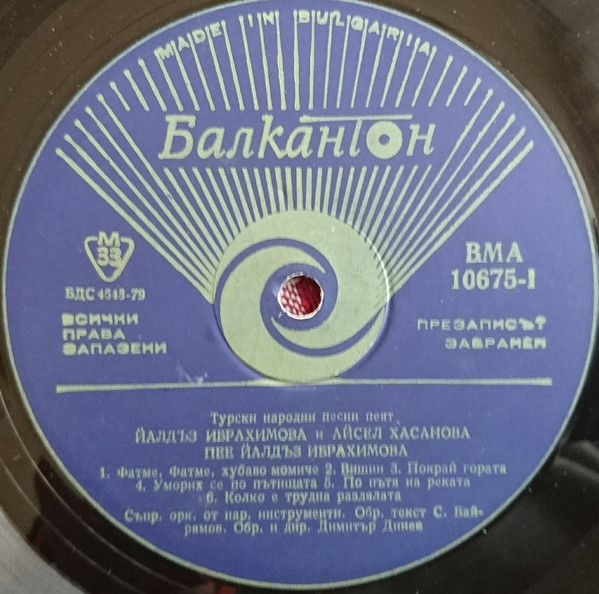 MADE IN BULGARIA
Балкантон
M
33
БДС 4543-79
ВМА
10675-I
ВСИЧКИ
ПРАВА
ЗАПАЗЕНИ
ПРЕЗАПИСЪТ
ЗАБРАНЕН
Турски народни песни пеят
ЙАЛДЪЗ ИБРАХИМОВА и АЙСЕЛ ХАСАНОВА
ПЕЕ ЙАЛДЪЗ ИБРАХИМОВА
1. Фатме, Фатме, хубаво момиче 2. Вишни 3. Покрай гората
4. Уморих се по пътищата 5. По пътя на реката
6. Колко е трудна раздялата
Съпр. орк. от нар. инструменти. Обр. текст С. Бай-
рямов. Обр. и дир. Димитър Динев